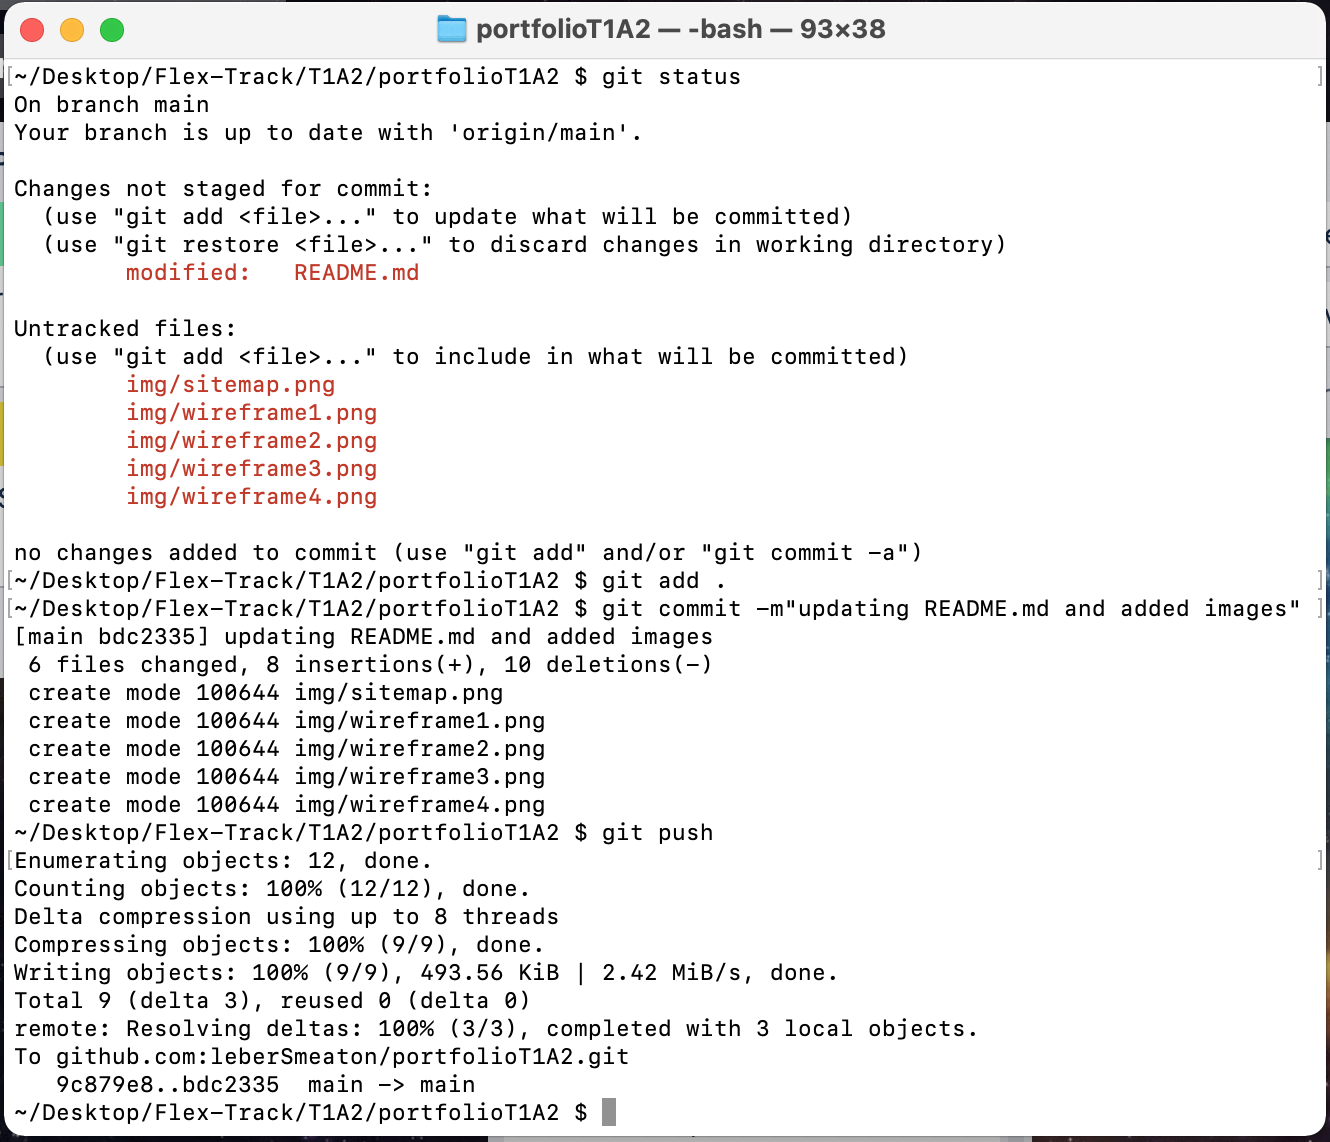 portfolioT1A2 — -bash — 93×38
[~/Desktop/Flex-Track/T1A2/portfolioT1A2 $ git status ]
On branch main
Your branch is up to date with 'origin/main'.

Changes not staged for commit:
  (use "git add <file>..." to update what will be committed)
  (use "git restore <file>..." to discard changes in working directory)
        modified:   README.md

Untracked files:
  (use "git add <file>..." to include in what will be committed)
        img/sitemap.png
        img/wireframe1.png
        img/wireframe2.png
        img/wireframe3.png
        img/wireframe4.png

no changes added to commit (use "git add" and/or "git commit -a")
[~/Desktop/Flex-Track/T1A2/portfolioT1A2 $ git add . ]
[~/Desktop/Flex-Track/T1A2/portfolioT1A2 $ git commit -m"updating README.md and added images" ]
[main bdc2335] updating README.md and added images
 6 files changed, 8 insertions(+), 10 deletions(-)
 create mode 100644 img/sitemap.png
 create mode 100644 img/wireframe1.png
 create mode 100644 img/wireframe2.png
 create mode 100644 img/wireframe3.png
 create mode 100644 img/wireframe4.png
~/Desktop/Flex-Track/T1A2/portfolioT1A2 $ git push
[Enumerating objects: 12, done. ]
Counting objects: 100% (12/12), done.
Delta compression using up to 8 threads
Compressing objects: 100% (9/9), done.
Writing objects: 100% (9/9), 493.56 KiB | 2.42 MiB/s, done.
Total 9 (delta 3), reused 0 (delta 0)
remote: Resolving deltas: 100% (3/3), completed with 3 local objects.
To github.com:leberSmeaton/portfolioT1A2.git
   9c879e8..bdc2335  main -> main
~/Desktop/Flex-Track/T1A2/portfolioT1A2 $